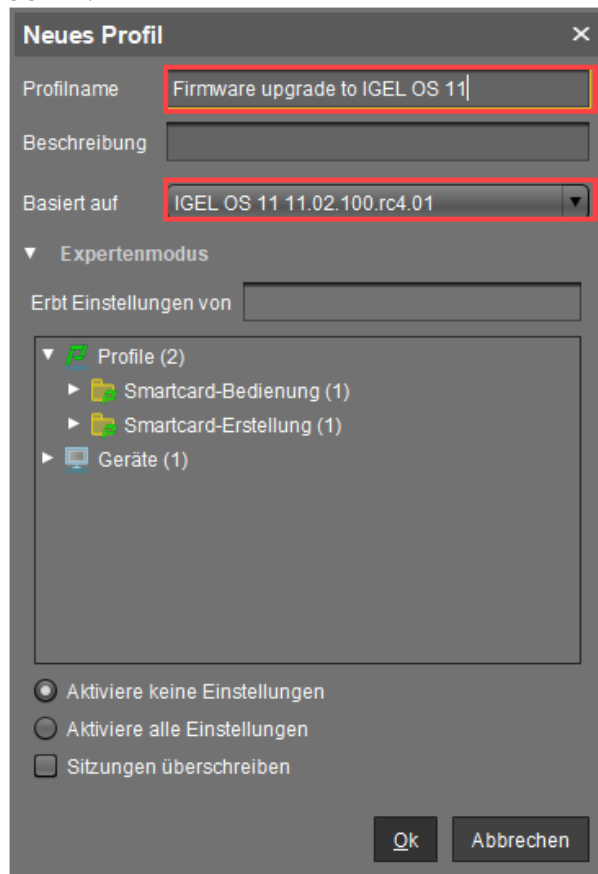 Neues Profil
Profilname Firmware upgrade to IGEL OS 11
Beschreibung
Basiert auf IGEL OS 11 11.02.100.rc4.01
Expertenmodus
Erbt Einstellungen von
Profile (2)
Smartcard-Bedienung (1)
Smartcard-Erstellung (1)
Geräte (1)
Aktiviere keine Einstellungen
Aktiviere alle Einstellungen
Sitzungen überschreiben
Ok Abbrechen